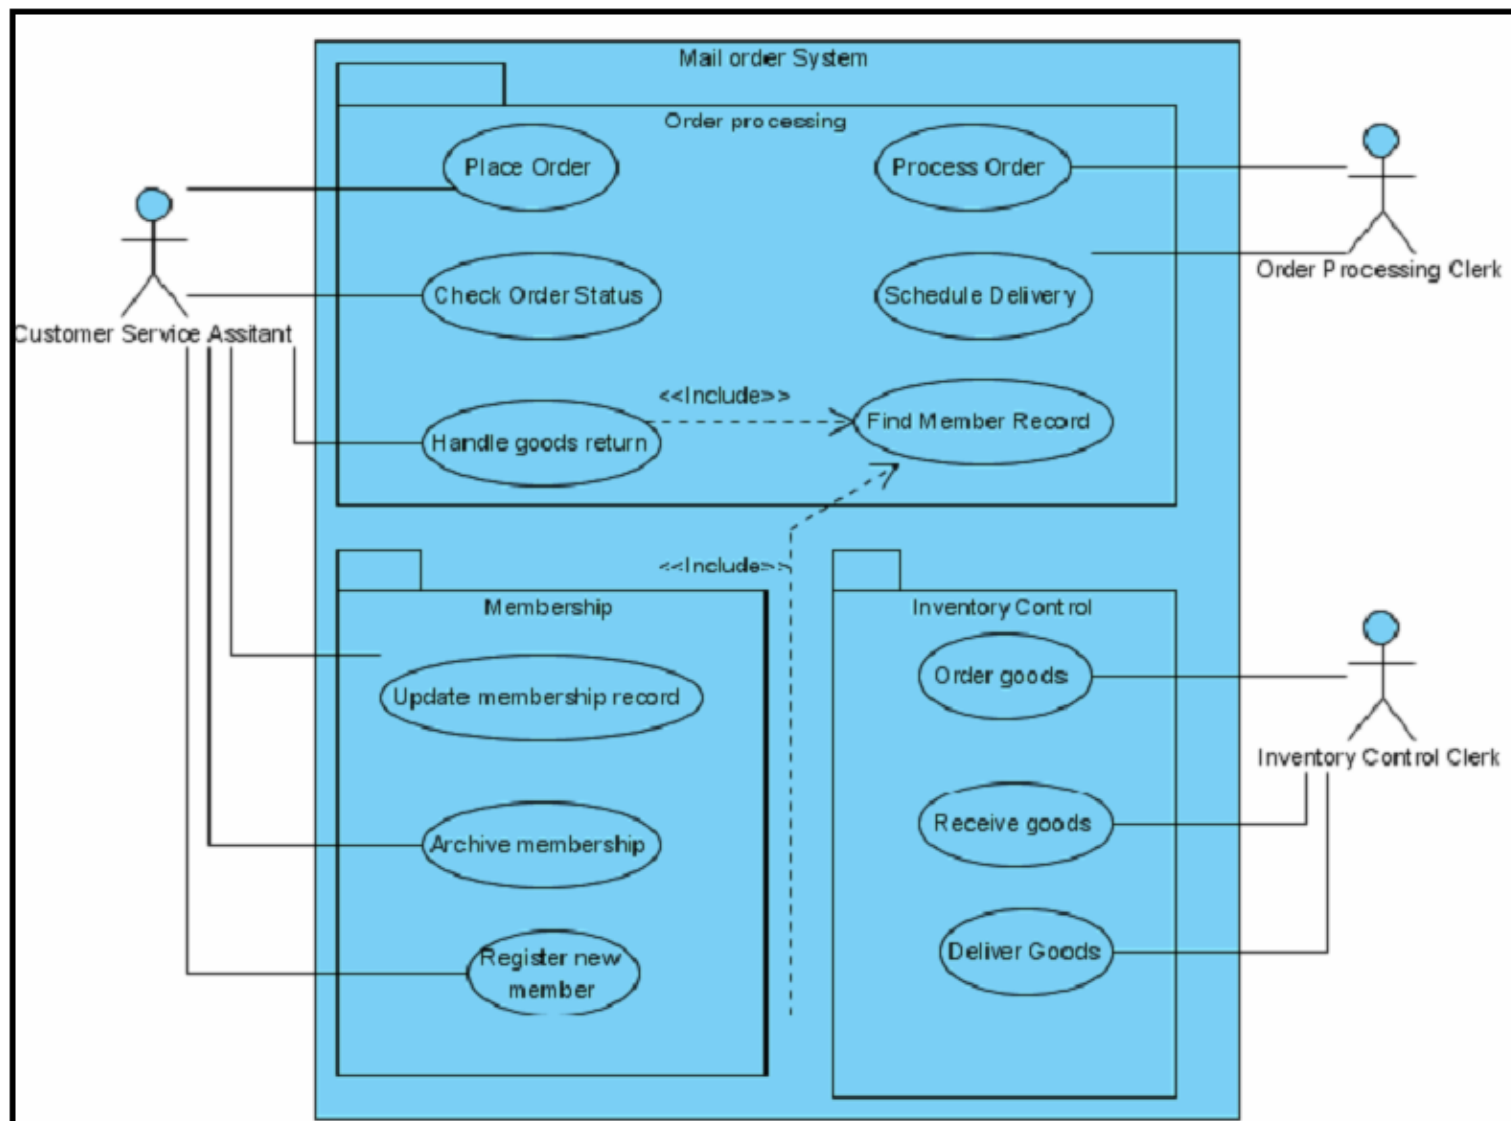 Mail order System
Order processing
Place Order
Process Order
Order Processing Clerk
Check Order Status
Schedule Delivery
Customer Service Assitant
<<Include>>
Handle goods return
Find Member Record
<<Include>>
Membership
Update membership record
Archive membership
Register new
member
Inventory Control
Order goods
Inventory Control Clerk
Receive goods
Deliver Goods